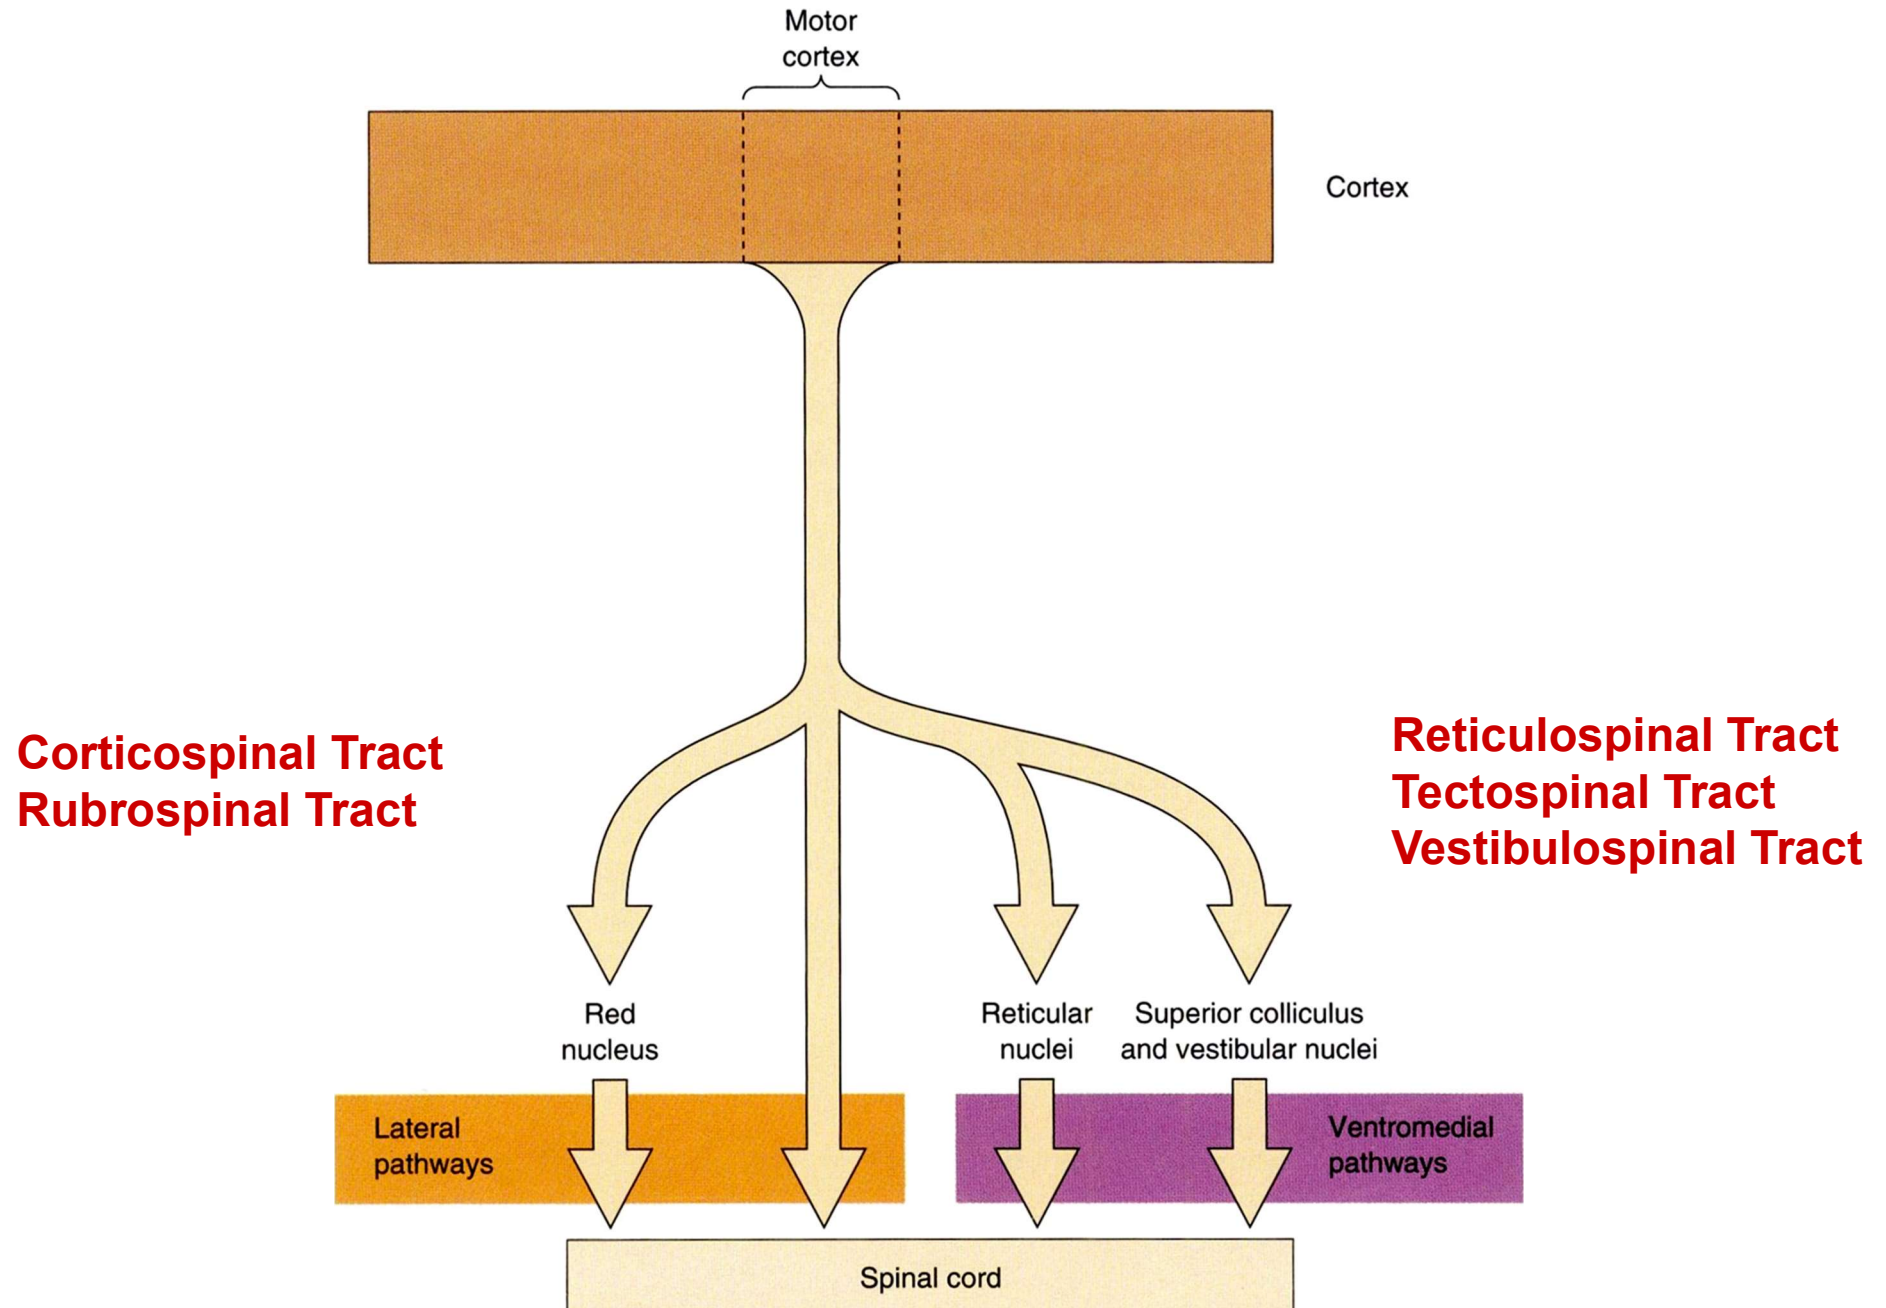 Motor
cortex
Cortex
Corticospinal Tract
Rubrospinal Tract
Reticulospinal Tract
Tectospinal Tract
Vestibulospinal Tract
Red
nucleus
Reticular
nuclei
Superior colliculus
and vestibular nuclei
Lateral
pathways
Ventromedial
pathways
Spinal cord